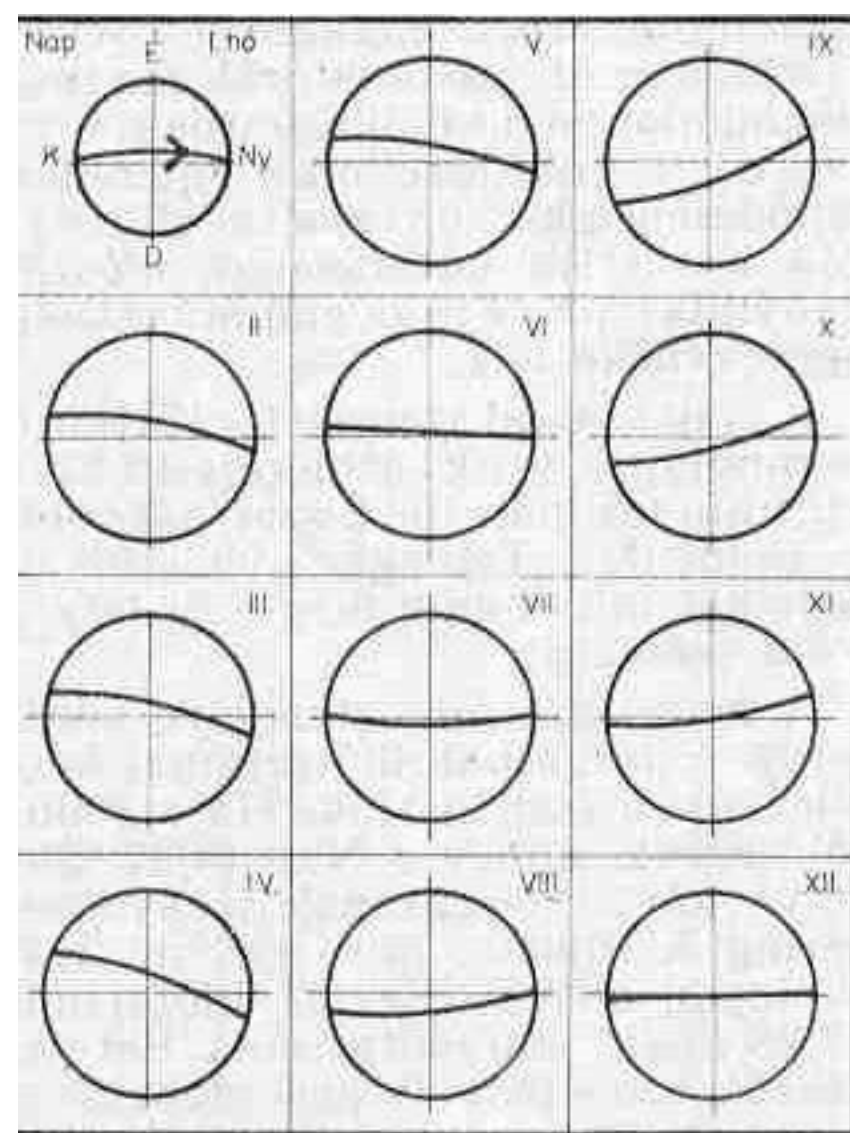 Nap
I. hó
É
K
Ny
D
II.
III.
IV.
V.
VI.
VII.
VIII.
IX.
X.
XI.
XII.